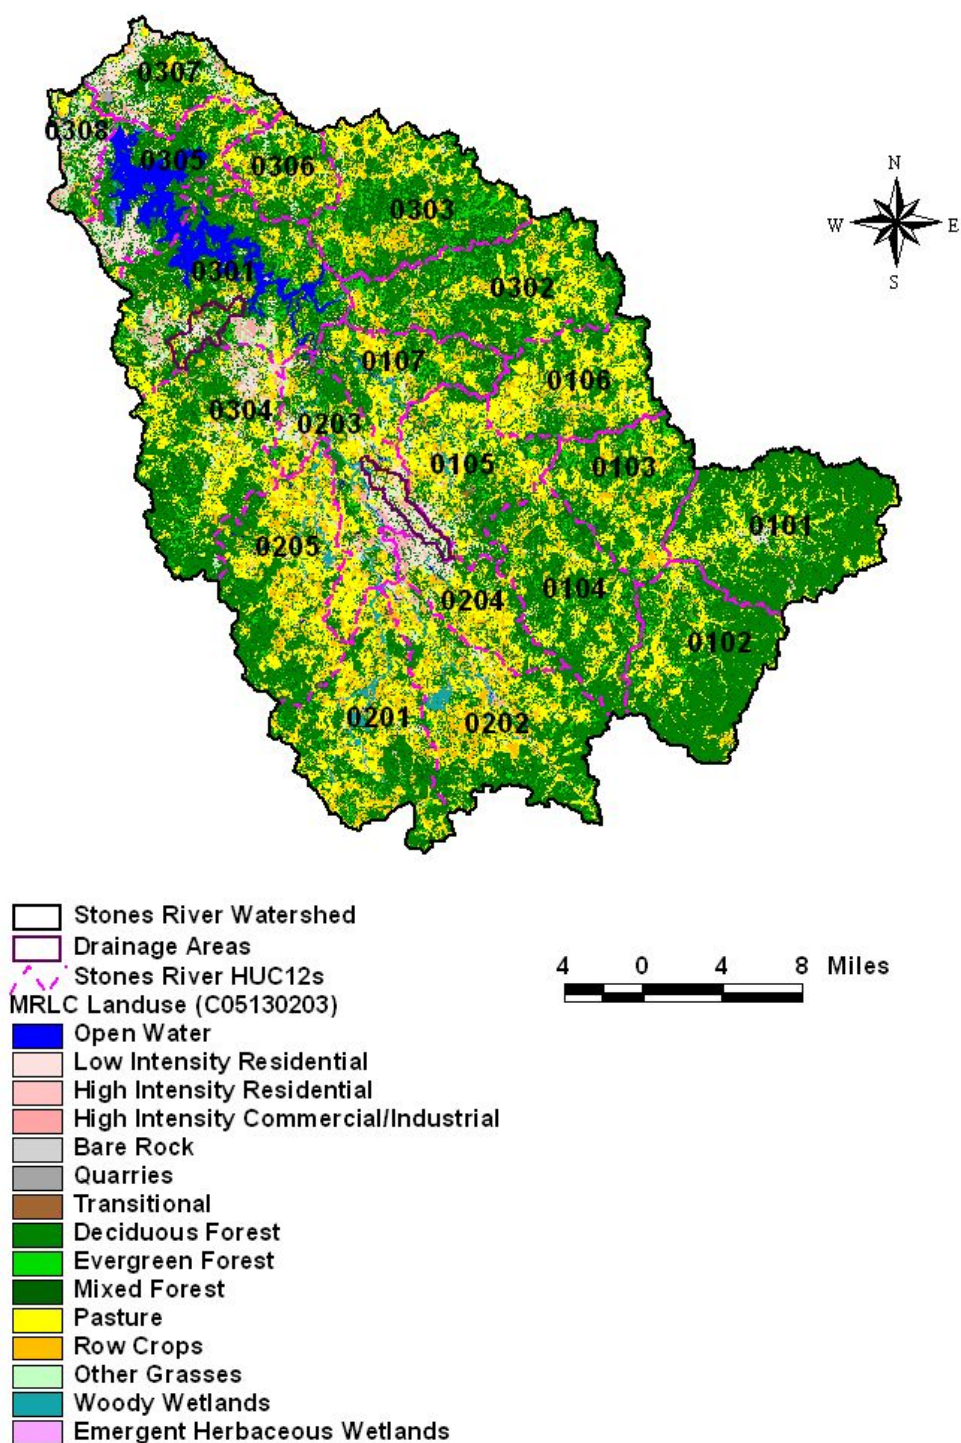 0307
0308
0305
0306
0303
0301
0302
0107
0106
0304
0203
0105
0103
0101
0205
0204
0104
0102
0201
0202
N
W
E
S
Stones River Watershed
Drainage Areas
Stones River HUC12s
4 0 4 8 Miles
MRLC Landuse (C05130203)
Open Water
Low Intensity Residential
High Intensity Residential
High Intensity Commercial/Industrial
Bare Rock
Quarries
Transitional
Deciduous Forest
Evergreen Forest
Mixed Forest
Pasture
Row Crops
Other Grasses
Woody Wetlands
Emergent Herbaceous Wetlands